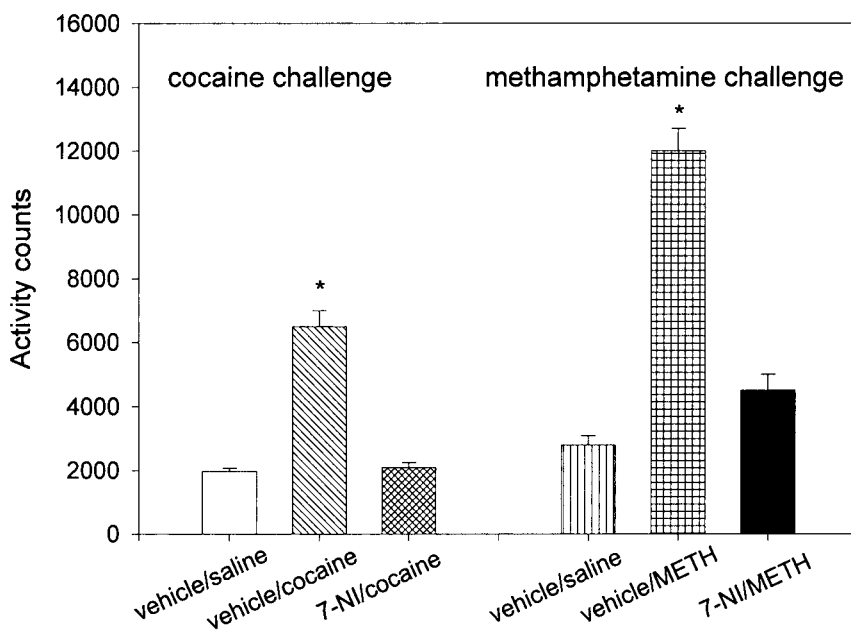 16000
14000
12000
10000
8000
6000
4000
2000
0
Activity counts
cocaine challenge
methamphetamine challenge
*
*
vehicle/saline
vehicle/cocaine
7-NI/cocaine
vehicle/saline
vehicle/METH
7-NI/METH